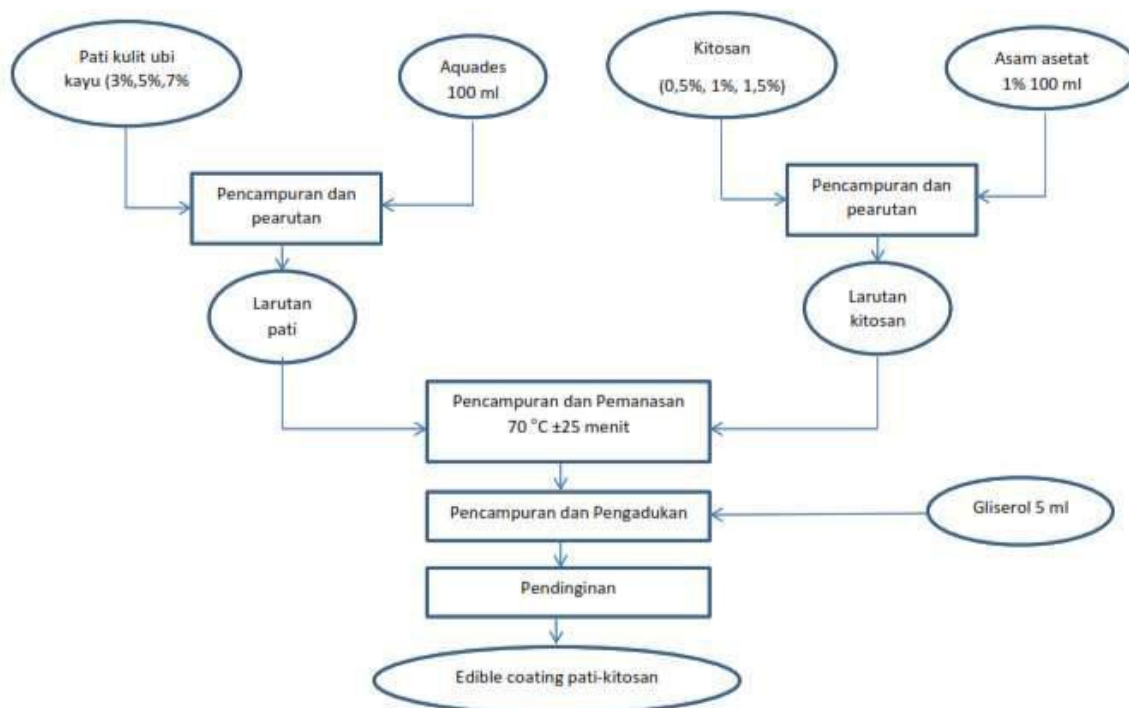 Pati kulit ubi
kayu (3%,5%,7%
Aquades
100 ml
Kitosan
(0,5%, 1%, 1,5%)
Asam asetat
1% 100 ml
Pencampuran dan
pearutan
Pencampuran dan
pearutan
Larutan
pati
Larutan
kitosan
Pencampuran dan Pemanasan
70 °C ±25 menit
Pencampuran dan Pengadukan
Gliserol 5 ml
Pendinginan
Edible coating pati-kitosan